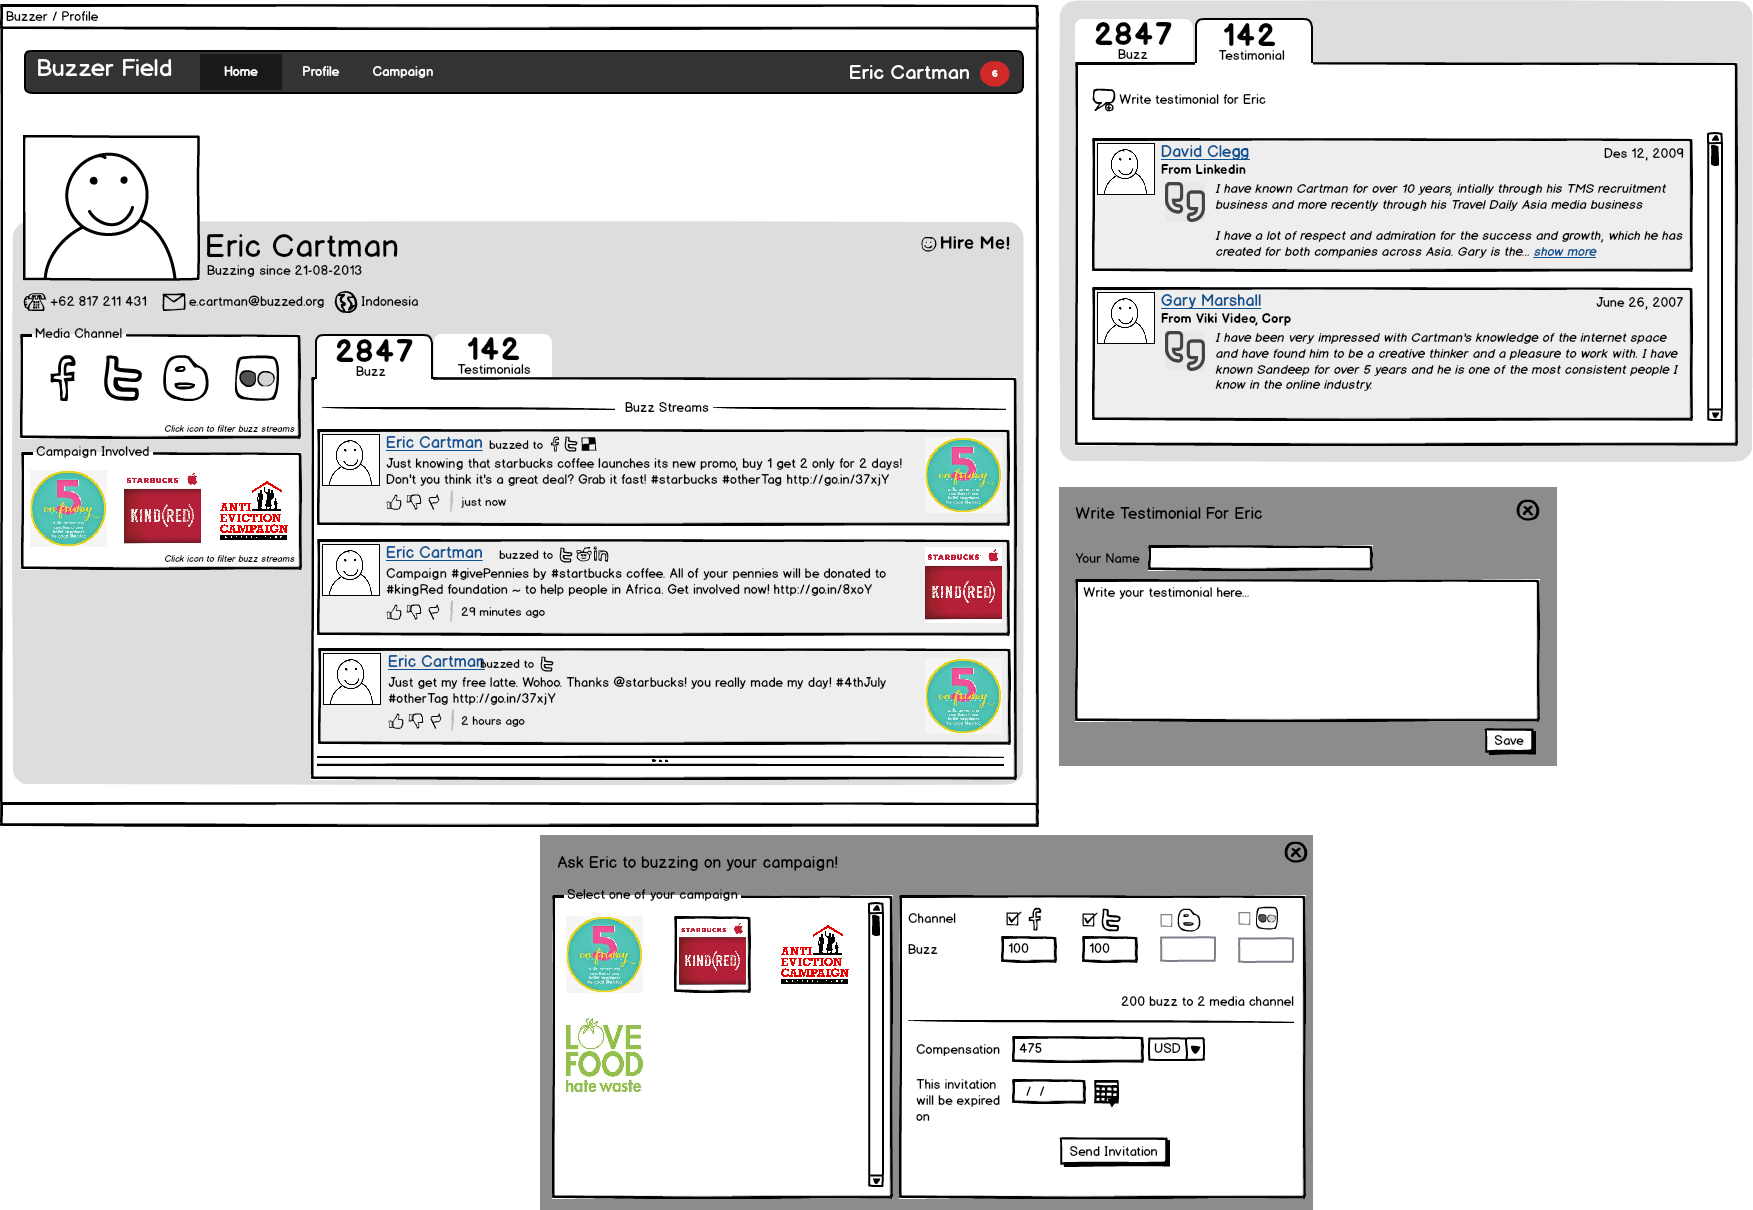 Buzzer / Profile
Buzzer Field
Home
Profile
Campaign
Eric Cartman
6
Eric Cartman
Buzzing since 21-08-2013
Hire Me!
+62 817 211 431
e.cartman@buzzed.org
Indonesia
Media Channel
Click icon to filter buzz streams
Campaign Involved
5
on friday
STARBUCKS
KIND(RED)
ANTI
EVICTION
CAMPAIGN
Click icon to filter buzz streams
2847
Buzz
142
Testimonials
Buzz Streams
Eric Cartman buzzed to
Just knowing that starbucks coffee launches its new promo, buy 1 get 2 only for 2 days!
Don't you think it's a great deal? Grab it fast! #starbucks #otherTag http://go.in/37xjY
just now
5
on friday
Eric Cartman buzzed to
Campaign #givePennies by #startbucks coffee. All of your pennies will be donated to
#kingRed foundation ~ to help people in Africa. Get involved now! http://go.in/8xoY
29 minutes ago
STARBUCKS
KIND(RED)
Eric Cartman buzzed to
Just get my free latte. Wohoo. Thanks @starbucks! you really made my day! #4thJuly
#otherTag http://go.in/37xjY
2 hours ago
5
on friday
...
2847
Buzz
142
Testimonial
Write testimonial for Eric
David Clegg
Des 12, 2009
From Linkedin
I have known Cartman for over 10 years, intially through his TMS recruitment
business and more recently through his Travel Daily Asia media business
I have a lot of respect and admiration for the success and growth, which he has
created for both companies across Asia. Gary is the... show more
Gary Marshall
June 26, 2007
From Viki Video, Corp
I have been very impressed with Cartman's knowledge of the internet space
and have found him to be a creative thinker and a pleasure to work with. I have
known Sandeep for over 5 years and he is one of the most consistent people I
know in the online industry.
Write Testimonial For Eric
Your Name
Write your testimonial here...
Save
Ask Eric to buzzing on your campaign!
Select one of your campaign
5
on friday
STARBUCKS
KIND(RED)
ANTI
EVICTION
CAMPAIGN
LOVE
FOOD
hate waste
Channel
Buzz
100
100
200 buzz to 2 media channel
Compensation
475
USD
This invitation
will be expired
on
/ /
Send Invitation